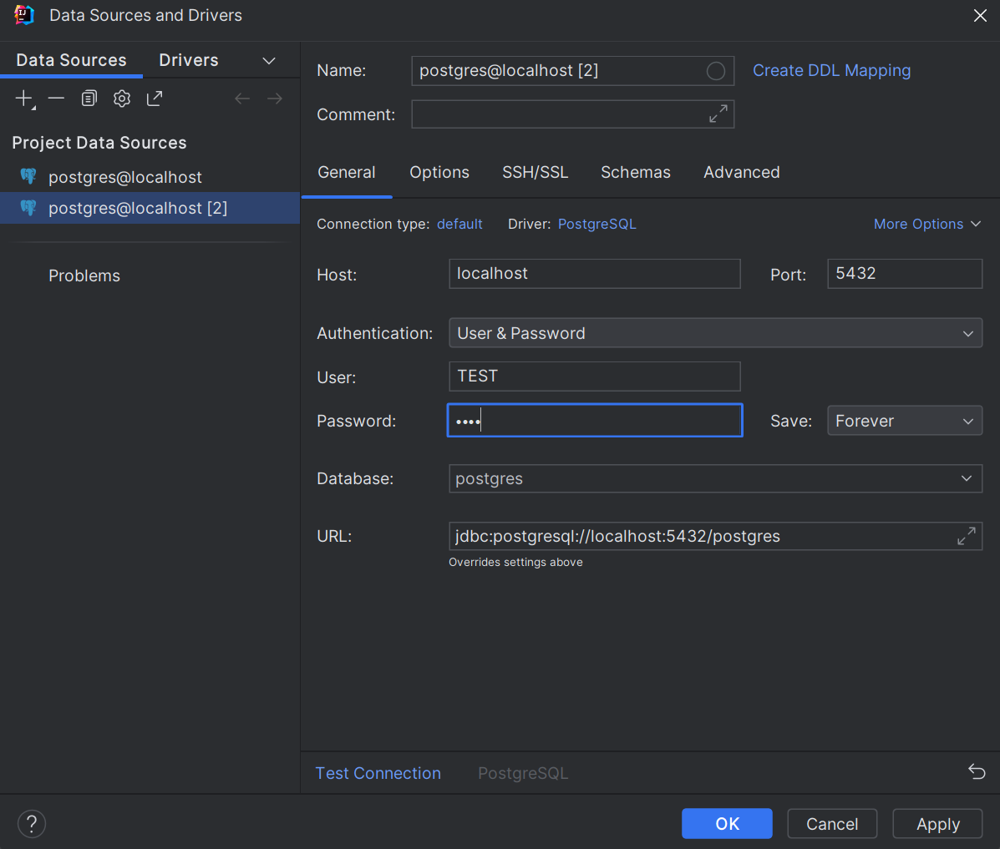 Data Sources and Drivers
Data Sources Drivers
Project Data Sources
postgres@localhost
postgres@localhost [2]
Problems
Name: postgres@localhost [2] Create DDL Mapping
Comment:
General Options SSH/SSL Schemas Advanced
Connection type: default Driver: PostgreSQL More Options
Host: localhost Port: 5432
Authentication: User & Password
User: TEST
Password: •••• Save: Forever
Database: postgres
URL: jdbc:postgresql://localhost:5432/postgres
Overrides settings above
Test Connection PostgreSQL
? OK Cancel Apply